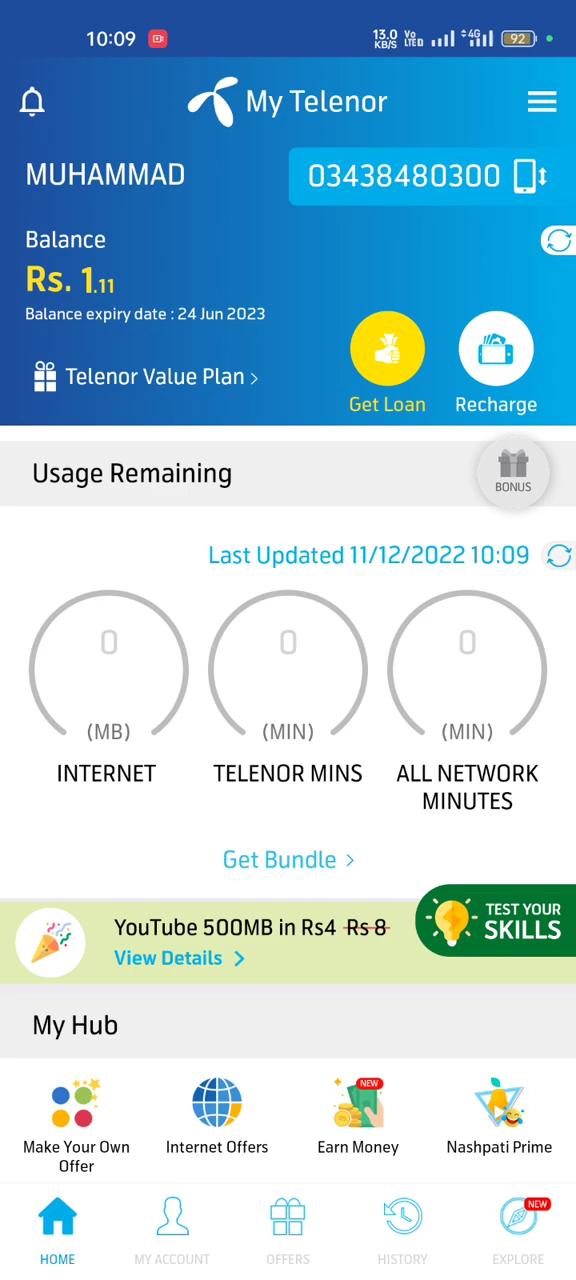 10:09
13.0 KB/S Vo LTED 4G 92
My Telenor
MUHAMMAD
03438480300
Balance
Rs. 1.11
Balance expiry date : 24 Jun 2023
Telenor Value Plan >
Get Loan
Recharge
Usage Remaining
BONUS
Last Updated 11/12/2022 10:09
0 0 0
(MB) (MIN) (MIN)
INTERNET TELENOR MINS ALL NETWORK
MINUTES
Get Bundle >
YouTube 500MB in Rs4 Rs 8
View Details >
TEST YOUR
SKILLS
My Hub
NEW
Make Your Own
Offer
Internet Offers
Earn Money
Nashpati Prime
NEW
HOME MY ACCOUNT OFFERS HISTORY EXPLORE